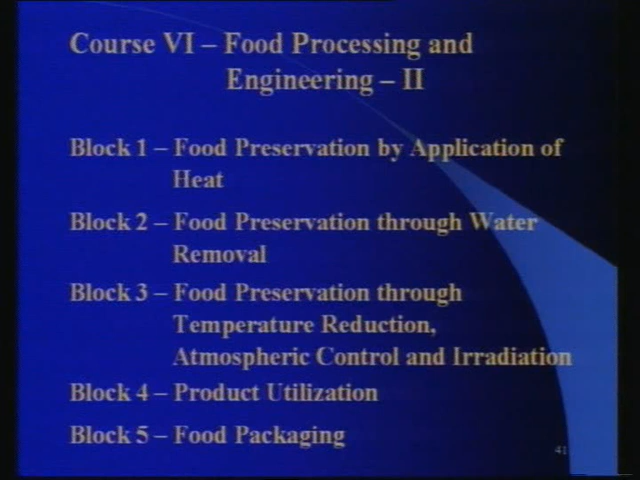 Course VI – Food Processing and
Engineering – II
Block 1 – Food Preservation by Application of
Heat
Block 2 – Food Preservation through Water
Removal
Block 3 – Food Preservation through
Temperature Reduction,
Atmospheric Control and Irradiation
Block 4 – Product Utilization
Block 5 – Food Packaging
41